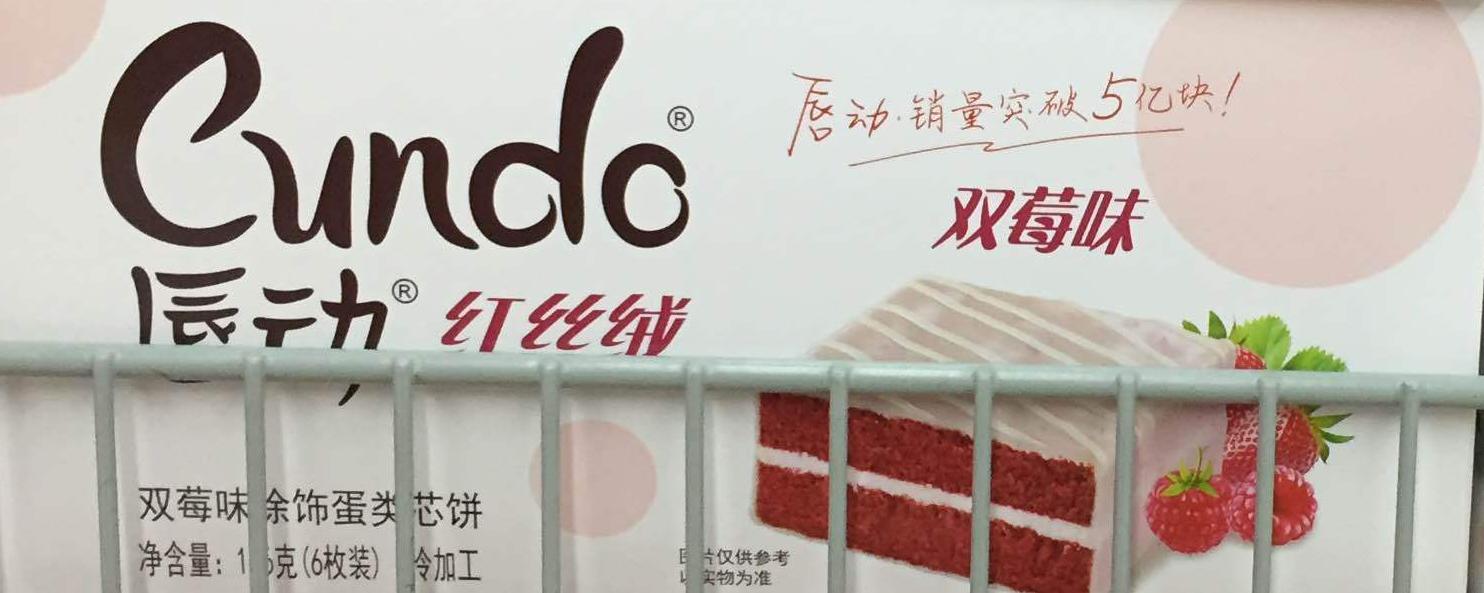 Cundo®
唇动·销量突破5亿块!
双莓味
唇动® 红丝绒
双莓味涂饰蛋类芯饼
净含量: 克(6枚装) 冷加工
图片仅供参考
以实物为准